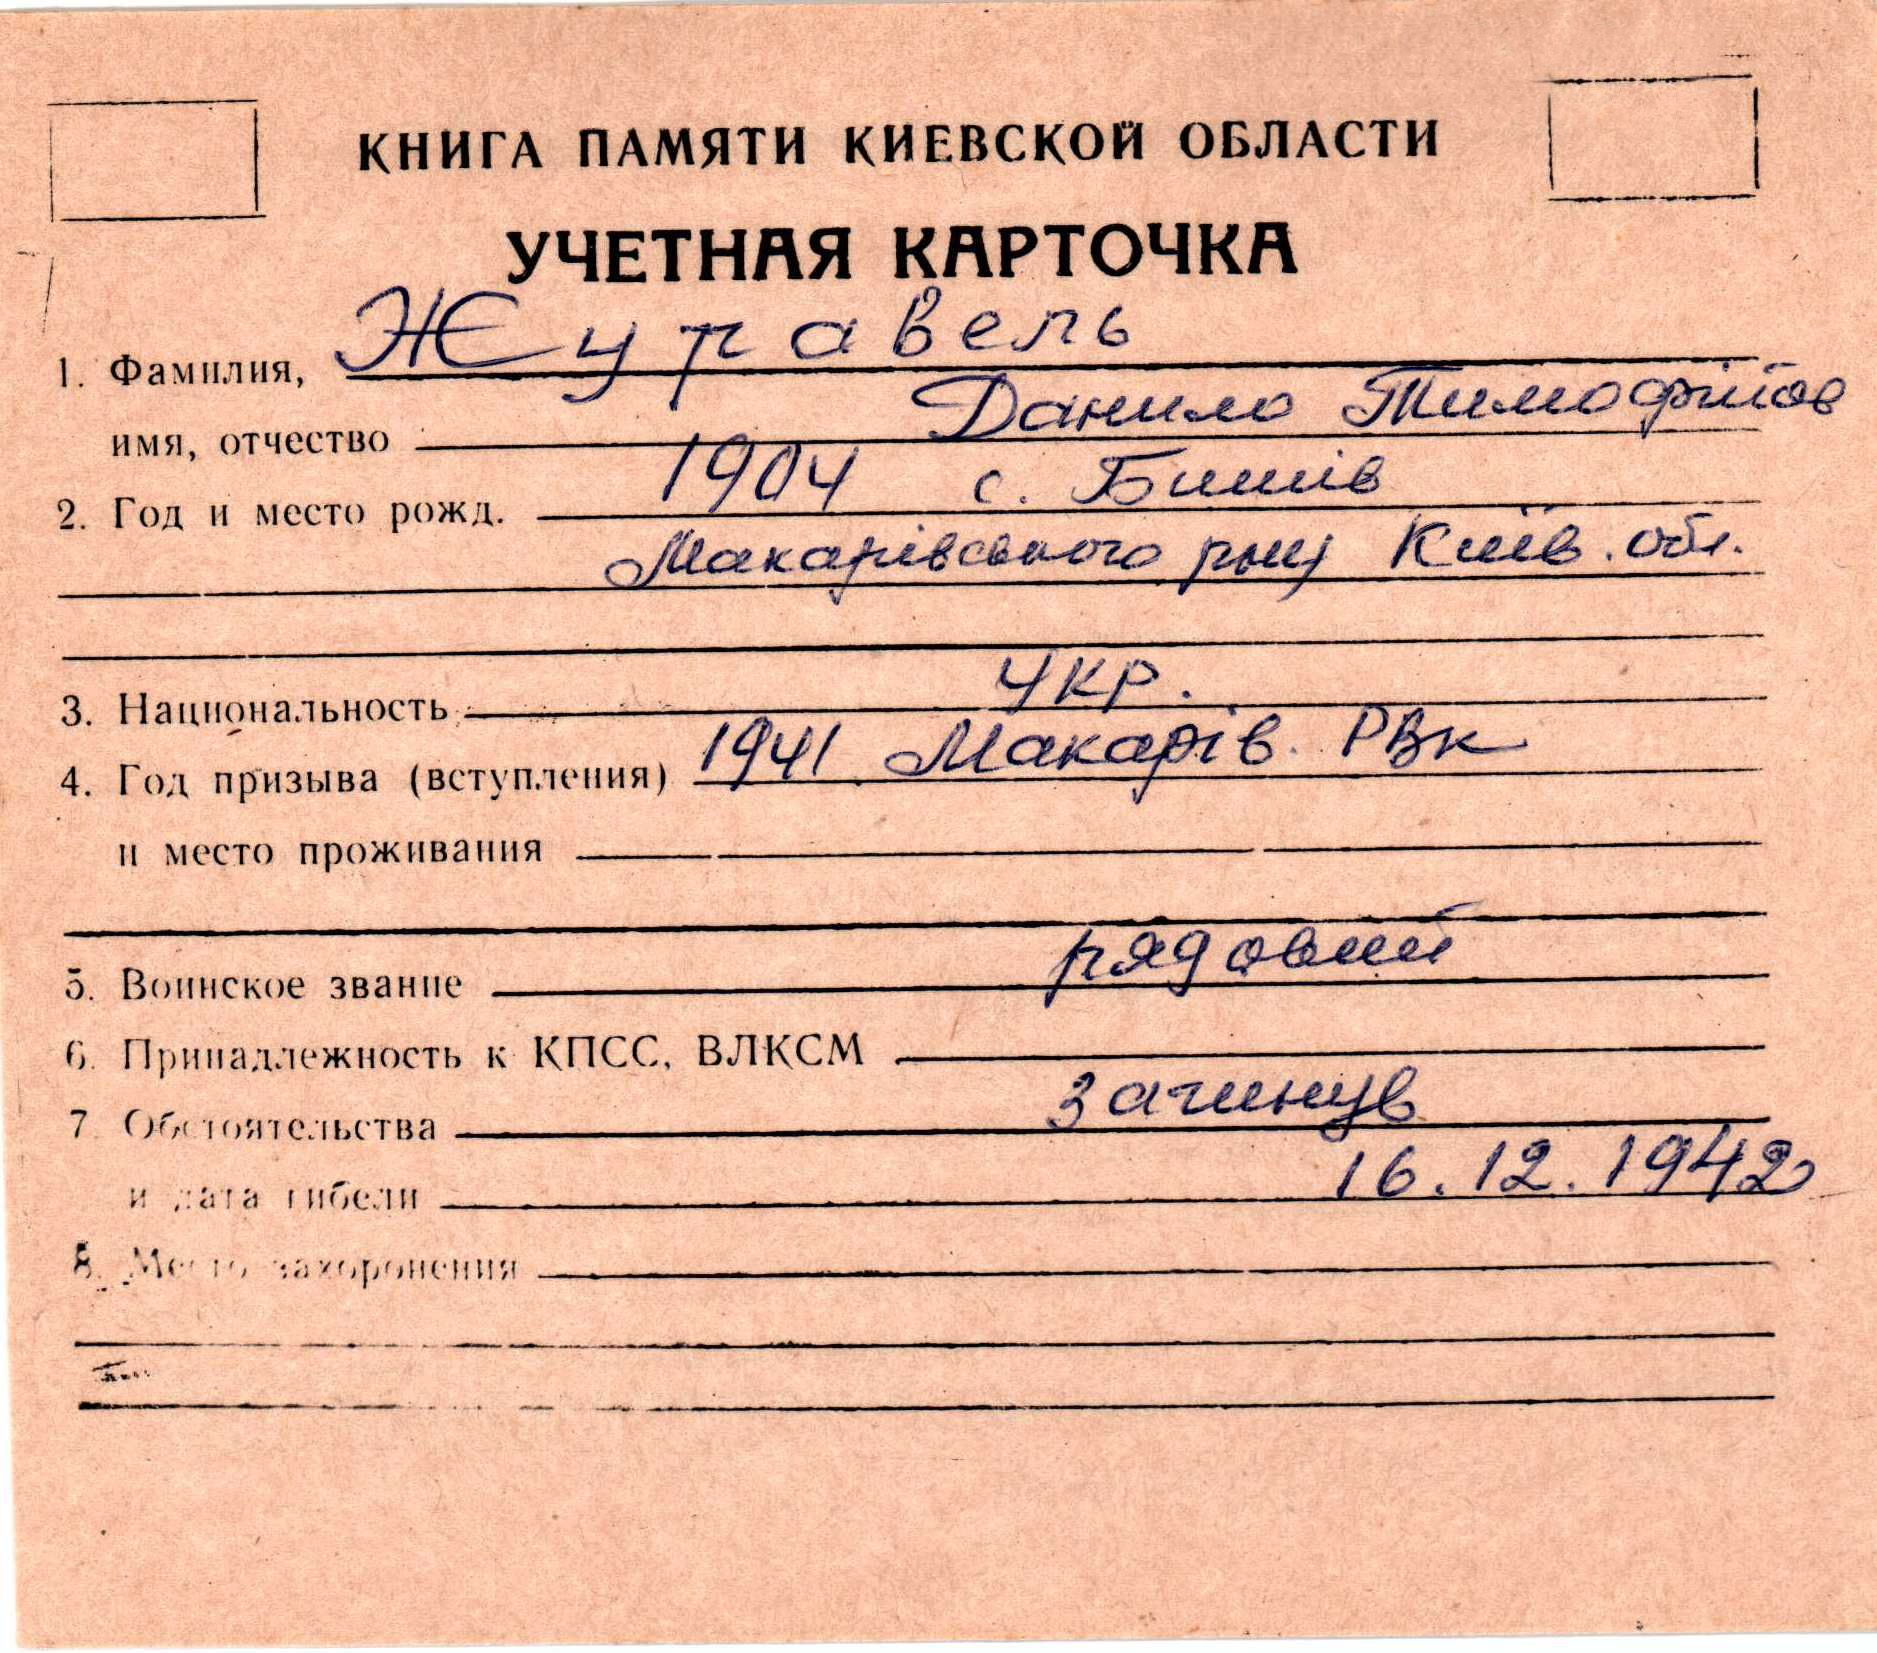 КНИГА ПАМЯТИ КИЕВСКОЙ ОБЛАСТИ
УЧЕТНАЯ КАРТОЧКА
1. Фамилия, Журавель
имя, отчество Данило Тимофійов
2. Год и место рожд. 1904 с. Бишів
Макарівського р-ну Київ. обл.
3. Национальность укр.
4. Год призыва (вступления) 1941 Макарів. РВК
и место проживания
5. Воинское звание рядовий
6. Принадлежность к КПСС, ВЛКСМ
7. Обстоятельства загинув
и дата гибели 16.12.1942
8. Место захоронения